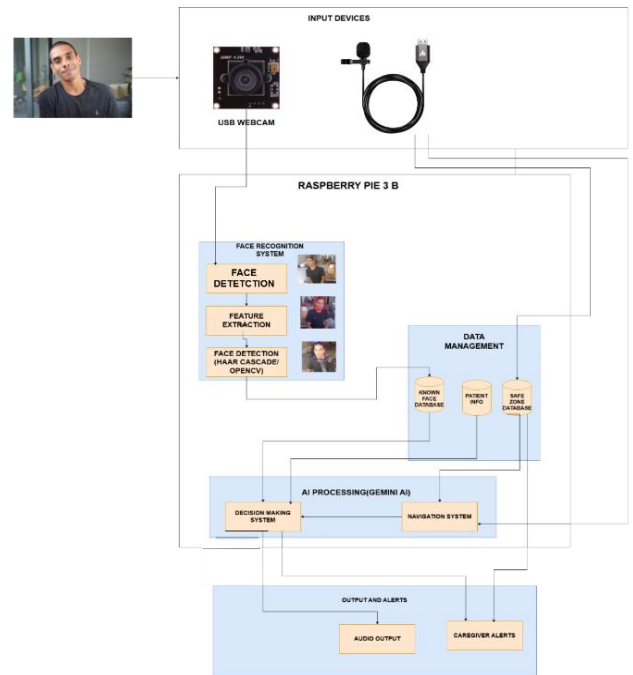 INPUT DEVICES
USB WEBCAM
RASPBERRY PIE 3 B
FACE RECOGNITION
SYSTEM
FACE
DETETCTION
FEATURE
EXTRACTION
FACE DETECTION
(HAAR CASCADE/
OPENCV)
DATA
MANAGEMENT
KNOWN
FACE
DATABASE
PATIENT
INFO
SAFE
ZONE
DATABASE
AI PROCESSING(GEMINI AI)
DECISION MAKING
SYSTEM
NAVIGATION SYSTEM
OUTPUT AND ALERTS
AUDIO OUTPUT
CAREGIVER ALERTS